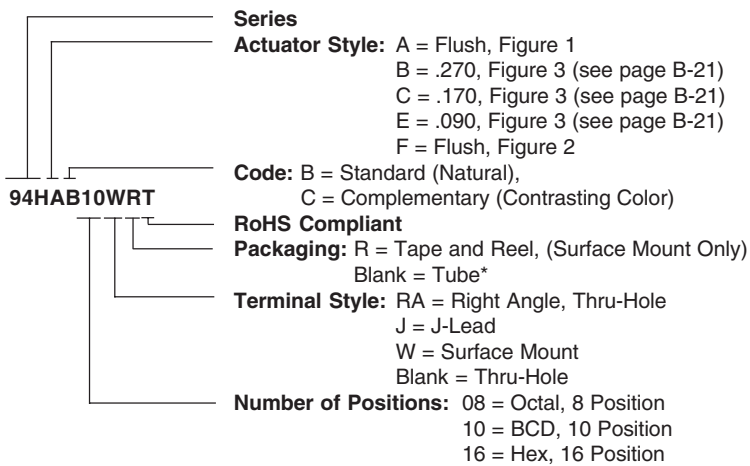 Series
Actuator Style: A = Flush, Figure 1
B = .270, Figure 3 (see page B-21)
C = .170, Figure 3 (see page B-21)
E = .090, Figure 3 (see page B-21)
F = Flush, Figure 2
Code: B = Standard (Natural),
C = Complementary (Contrasting Color)
94HAB10WRT
RoHS Compliant
Packaging: R = Tape and Reel, (Surface Mount Only)
Blank = Tube*
Terminal Style: RA = Right Angle, Thru-Hole
J = J-Lead
W = Surface Mount
Blank = Thru-Hole
Number of Positions: 08 = Octal, 8 Position
10 = BCD, 10 Position
16 = Hex, 16 Position